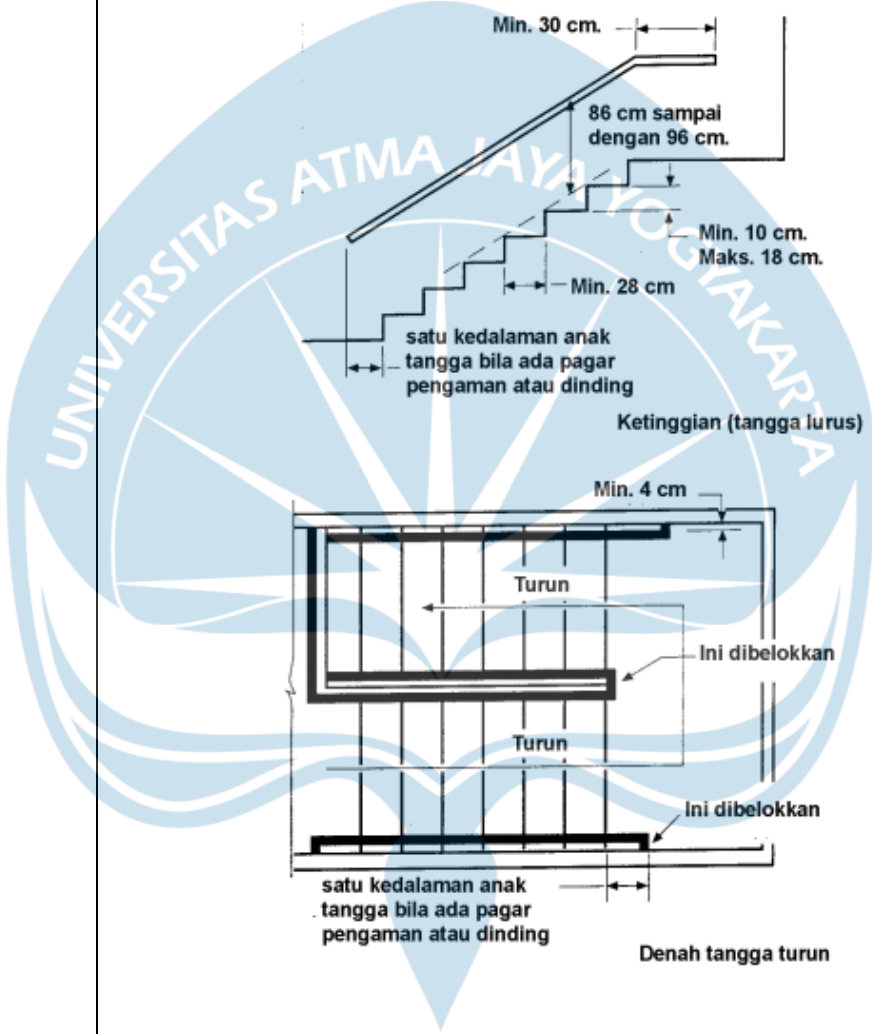 Min. 30 cm.
86 cm sampai
dengan 96 cm.
Min. 10 cm.
Maks. 18 cm.
Min. 28 cm
satu kedalaman anak
tangga bila ada pagar
pengaman atau dinding
Ketinggian (tangga lurus)
UNIVERSITAS ATMA JAYA YOGYAKARTA
Min. 4 cm
Turun
Ini dibelokkan
Turun
Ini dibelokkan
satu kedalaman anak
tangga bila ada pagar
pengaman atau dinding
Denah tangga turun